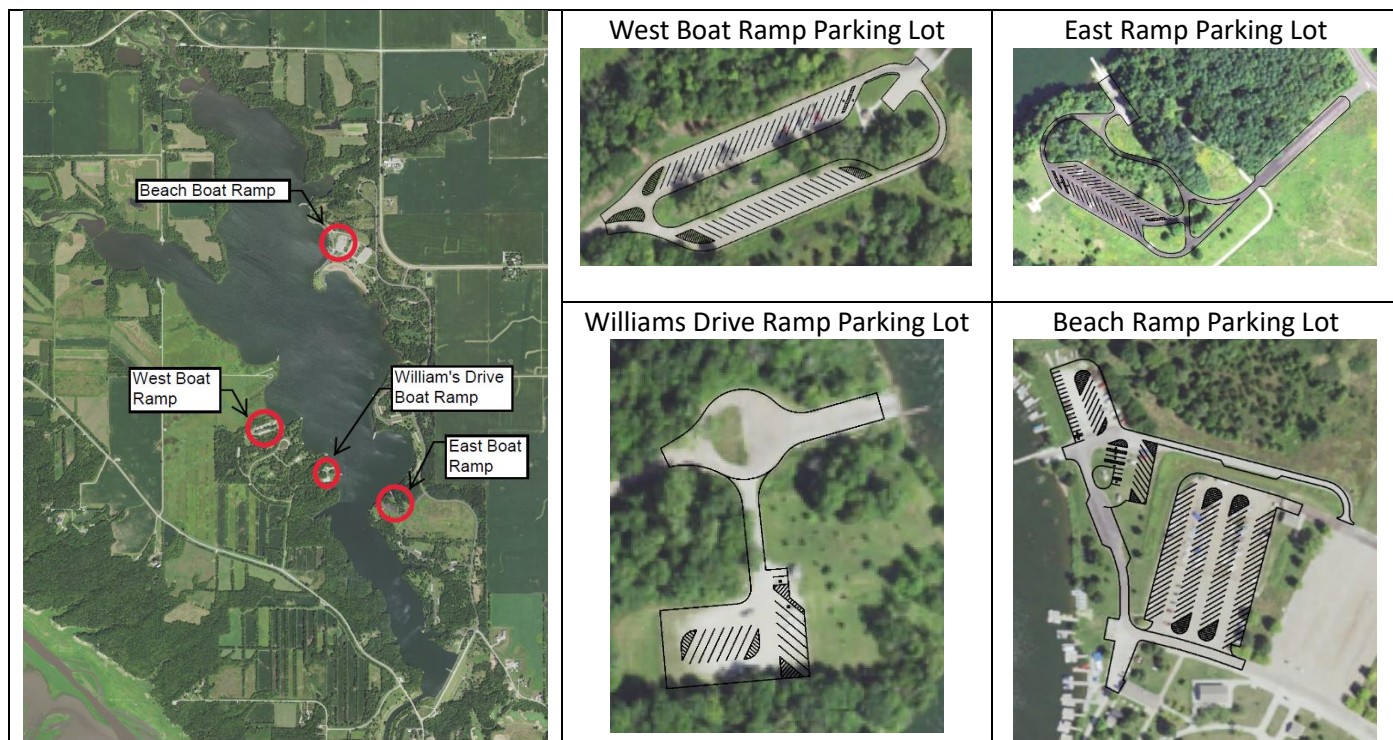 Beach Boat Ramp
West Boat
Ramp
William's Drive
Boat Ramp
East Boat
Ramp
West Boat Ramp Parking Lot
East Ramp Parking Lot
Williams Drive Ramp Parking Lot
Beach Ramp Parking Lot